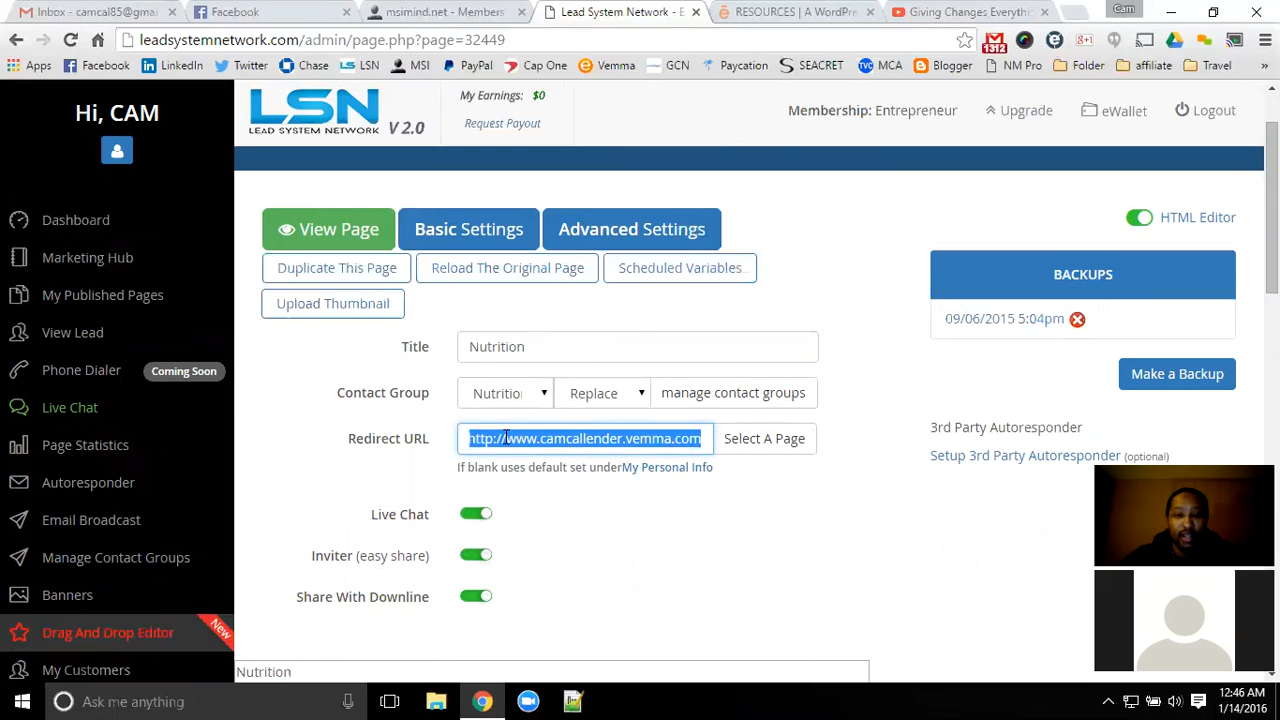 Inbox - camcal85@gma
Facebook
msimind.net - Members
Lead System Network - E
RESOURCES | A WordPre
Giving Changes Everythi
Cam
leadsystemnetwork.com/admin/page.php?page=32449
1312
Apps
Facebook
LinkedIn
Twitter
Chase
LSN
MSI
PayPal
Cap One
Vemma
GCN
Paycation
SEACRET
TVC
MCA
Blogger
NM Pro
Folder
affiliate
Travel
Hi, CAM
Dashboard
Marketing Hub
My Published Pages
View Lead
Phone Dialer
Coming Soon
Live Chat
Page Statistics
Autoresponder
Email Broadcast
Manage Contact Groups
Banners
Drag And Drop Editor
New
My Customers
LSN
LEAD SYSTEM NETWORK
V 2.0
My Earnings: $0
Request Payout
Membership: Entrepreneur
Upgrade
eWallet
Logout
View Page
Basic Settings
Advanced Settings
HTML Editor
Duplicate This Page
Reload The Original Page
Scheduled Variables...
Upload Thumbnail
BACKUPS
09/06/2015 5:04pm
Make a Backup
Title
Nutrition
Contact Group
Nutritio
Replace
manage contact groups
Redirect URL
http://www.camcallender.vemma.com
Select A Page
If blank uses default set underMy Personal Info
3rd Party Autoresponder
Setup 3rd Party Autoresponder (optional)
Live Chat
Inviter (easy share)
Share With Downline
Nutrition
Ask me anything
12:46 AM
1/14/2016